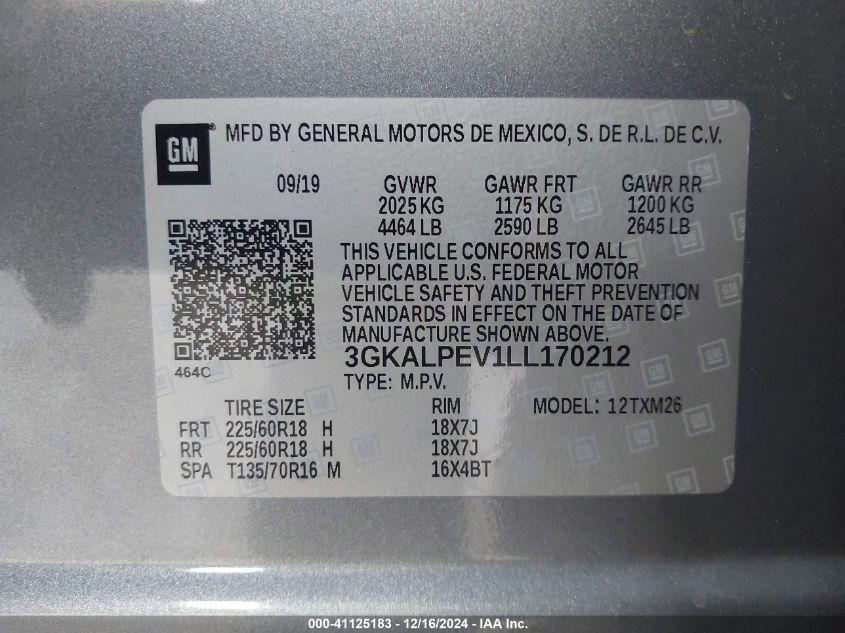 GM ® MFD BY GENERAL MOTORS DE MEXICO, S. DE R.L. DE C.V.
09/19 GVWR GAWR FRT GAWR RR
2025 KG 1175 KG 1200 KG
4464 LB 2590 LB 2645 LB
THIS VEHICLE CONFORMS TO ALL
APPLICABLE U.S. FEDERAL MOTOR
VEHICLE SAFETY AND THEFT PREVENTION
STANDARDS IN EFFECT ON THE DATE OF
MANUFACTURE SHOWN ABOVE.
3GKALPEV1LL170212
464C
TYPE: M.P.V.
TIRE SIZE RIM MODEL: 12TXM26
FRT 225/60R18 H 18X7J
RR 225/60R18 H 18X7J
SPA T135/70R16 M 16X4BT
000-41125183 - 12/16/2024 - IAA Inc.